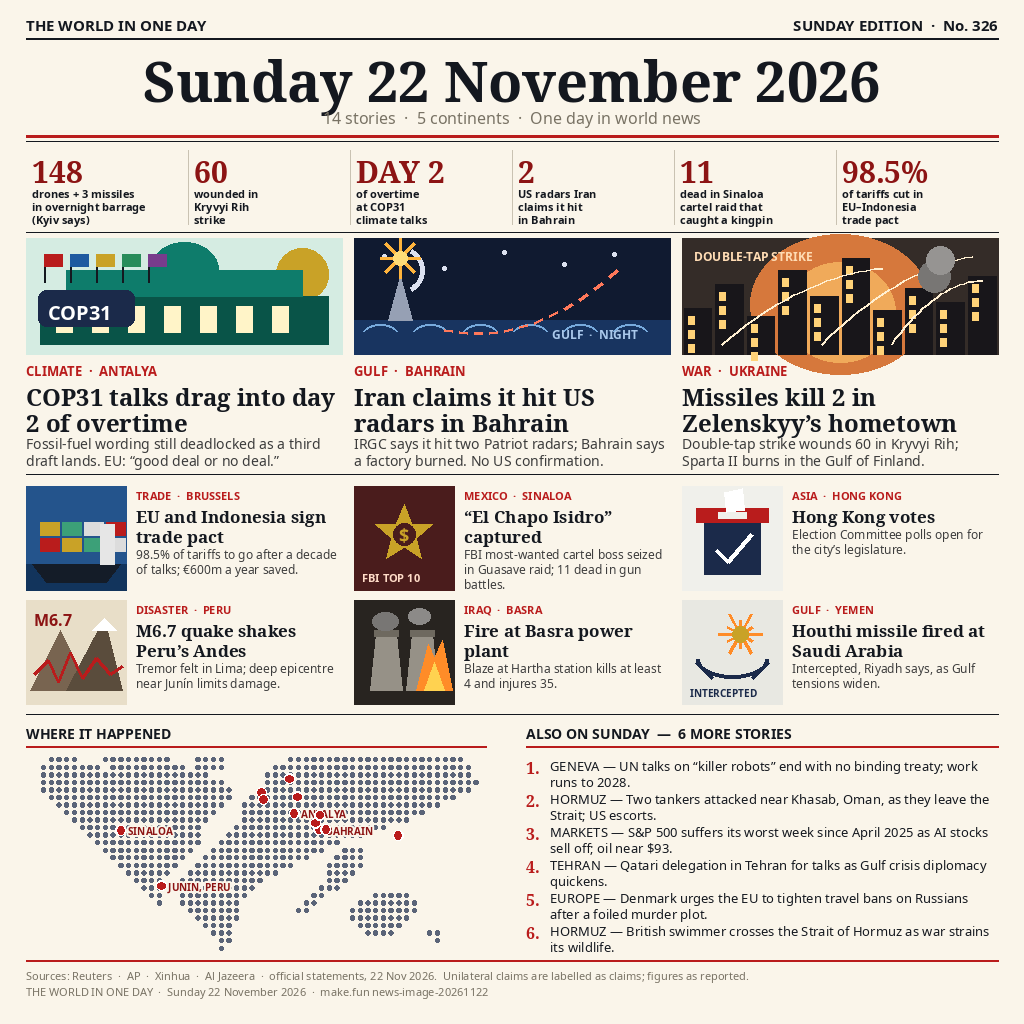 THE WORLD IN ONE DAY
SUNDAY EDITION · No. 326
Sunday 22 November 2026
14 stories · 5 continents · One day in world news
148
drones + 3 missiles
in overnight barrage
(Kyiv says)
60
wounded in
Kryvyi Rih
strike
DAY 2
of overtime
at COP31
climate talks
2
US radars Iran
claims it hit
in Bahrain
11
dead in Sinaloa
cartel raid that
caught a kingpin
98.5%
of tariffs cut in
EU–Indonesia
trade pact
COP31
GULF · NIGHT
DOUBLE-TAP STRIKE
CLIMATE · ANTALYA
COP31 talks drag into day
2 of overtime
Fossil-fuel wording still deadlocked as a third
draft lands. EU: “good deal or no deal.”
GULF · BAHRAIN
Iran claims it hit US
radars in Bahrain
IRGC says it hit two Patriot radars; Bahrain says
a factory burned. No US confirmation.
WAR · UKRAINE
Missiles kill 2 in
Zelenskyy’s hometown
Double-tap strike wounds 60 in Kryvyi Rih;
Sparta II burns in the Gulf of Finland.
TRADE · BRUSSELS
EU and Indonesia sign
trade pact
98.5% of tariffs to go after a decade
of talks; €600m a year saved.
$
FBI TOP 10
MEXICO · SINALOA
“El Chapo Isidro”
captured
FBI most-wanted cartel boss seized
in Guasave raid; 11 dead in gun
battles.
ASIA · HONG KONG
Hong Kong votes
Election Committee polls open for
the city’s legislature.
M6.7
DISASTER · PERU
M6.7 quake shakes
Peru’s Andes
Tremor felt in Lima; deep epicentre
near Junín limits damage.
IRAQ · BASRA
Fire at Basra power
plant
Blaze at Hartha station kills at least
4 and injures 35.
INTERCEPTED
GULF · YEMEN
Houthi missile fired at
Saudi Arabia
Intercepted, Riyadh says, as Gulf
tensions widen.
WHERE IT HAPPENED
SINALOA
JUNIN, PERU
ALSO ON SUNDAY — 6 MORE STORIES
1. GENEVA — UN talks on “killer robots” end with no binding treaty; work
runs to 2028.
2. HORMUZ — Two tankers attacked near Khasab, Oman, as they leave the
Strait; US escorts.
3. MARKETS — S&P 500 suffers its worst week since April 2025 as AI stocks
sell off; oil near $93.
4. TEHRAN — Qatari delegation in Tehran for talks as Gulf crisis diplomacy
quickens.
5. EUROPE — Denmark urges the EU to tighten travel bans on Russians
after a foiled murder plot.
6. HORMUZ — British swimmer crosses the Strait of Hormuz as war strains
its wildlife.
Sources: Reuters · AP · Xinhua · Al Jazeera · official statements, 22 Nov 2026. Unilateral claims are labelled as claims; figures as reported.
THE WORLD IN ONE DAY · Sunday 22 November 2026 · make.fun news-image-20261122